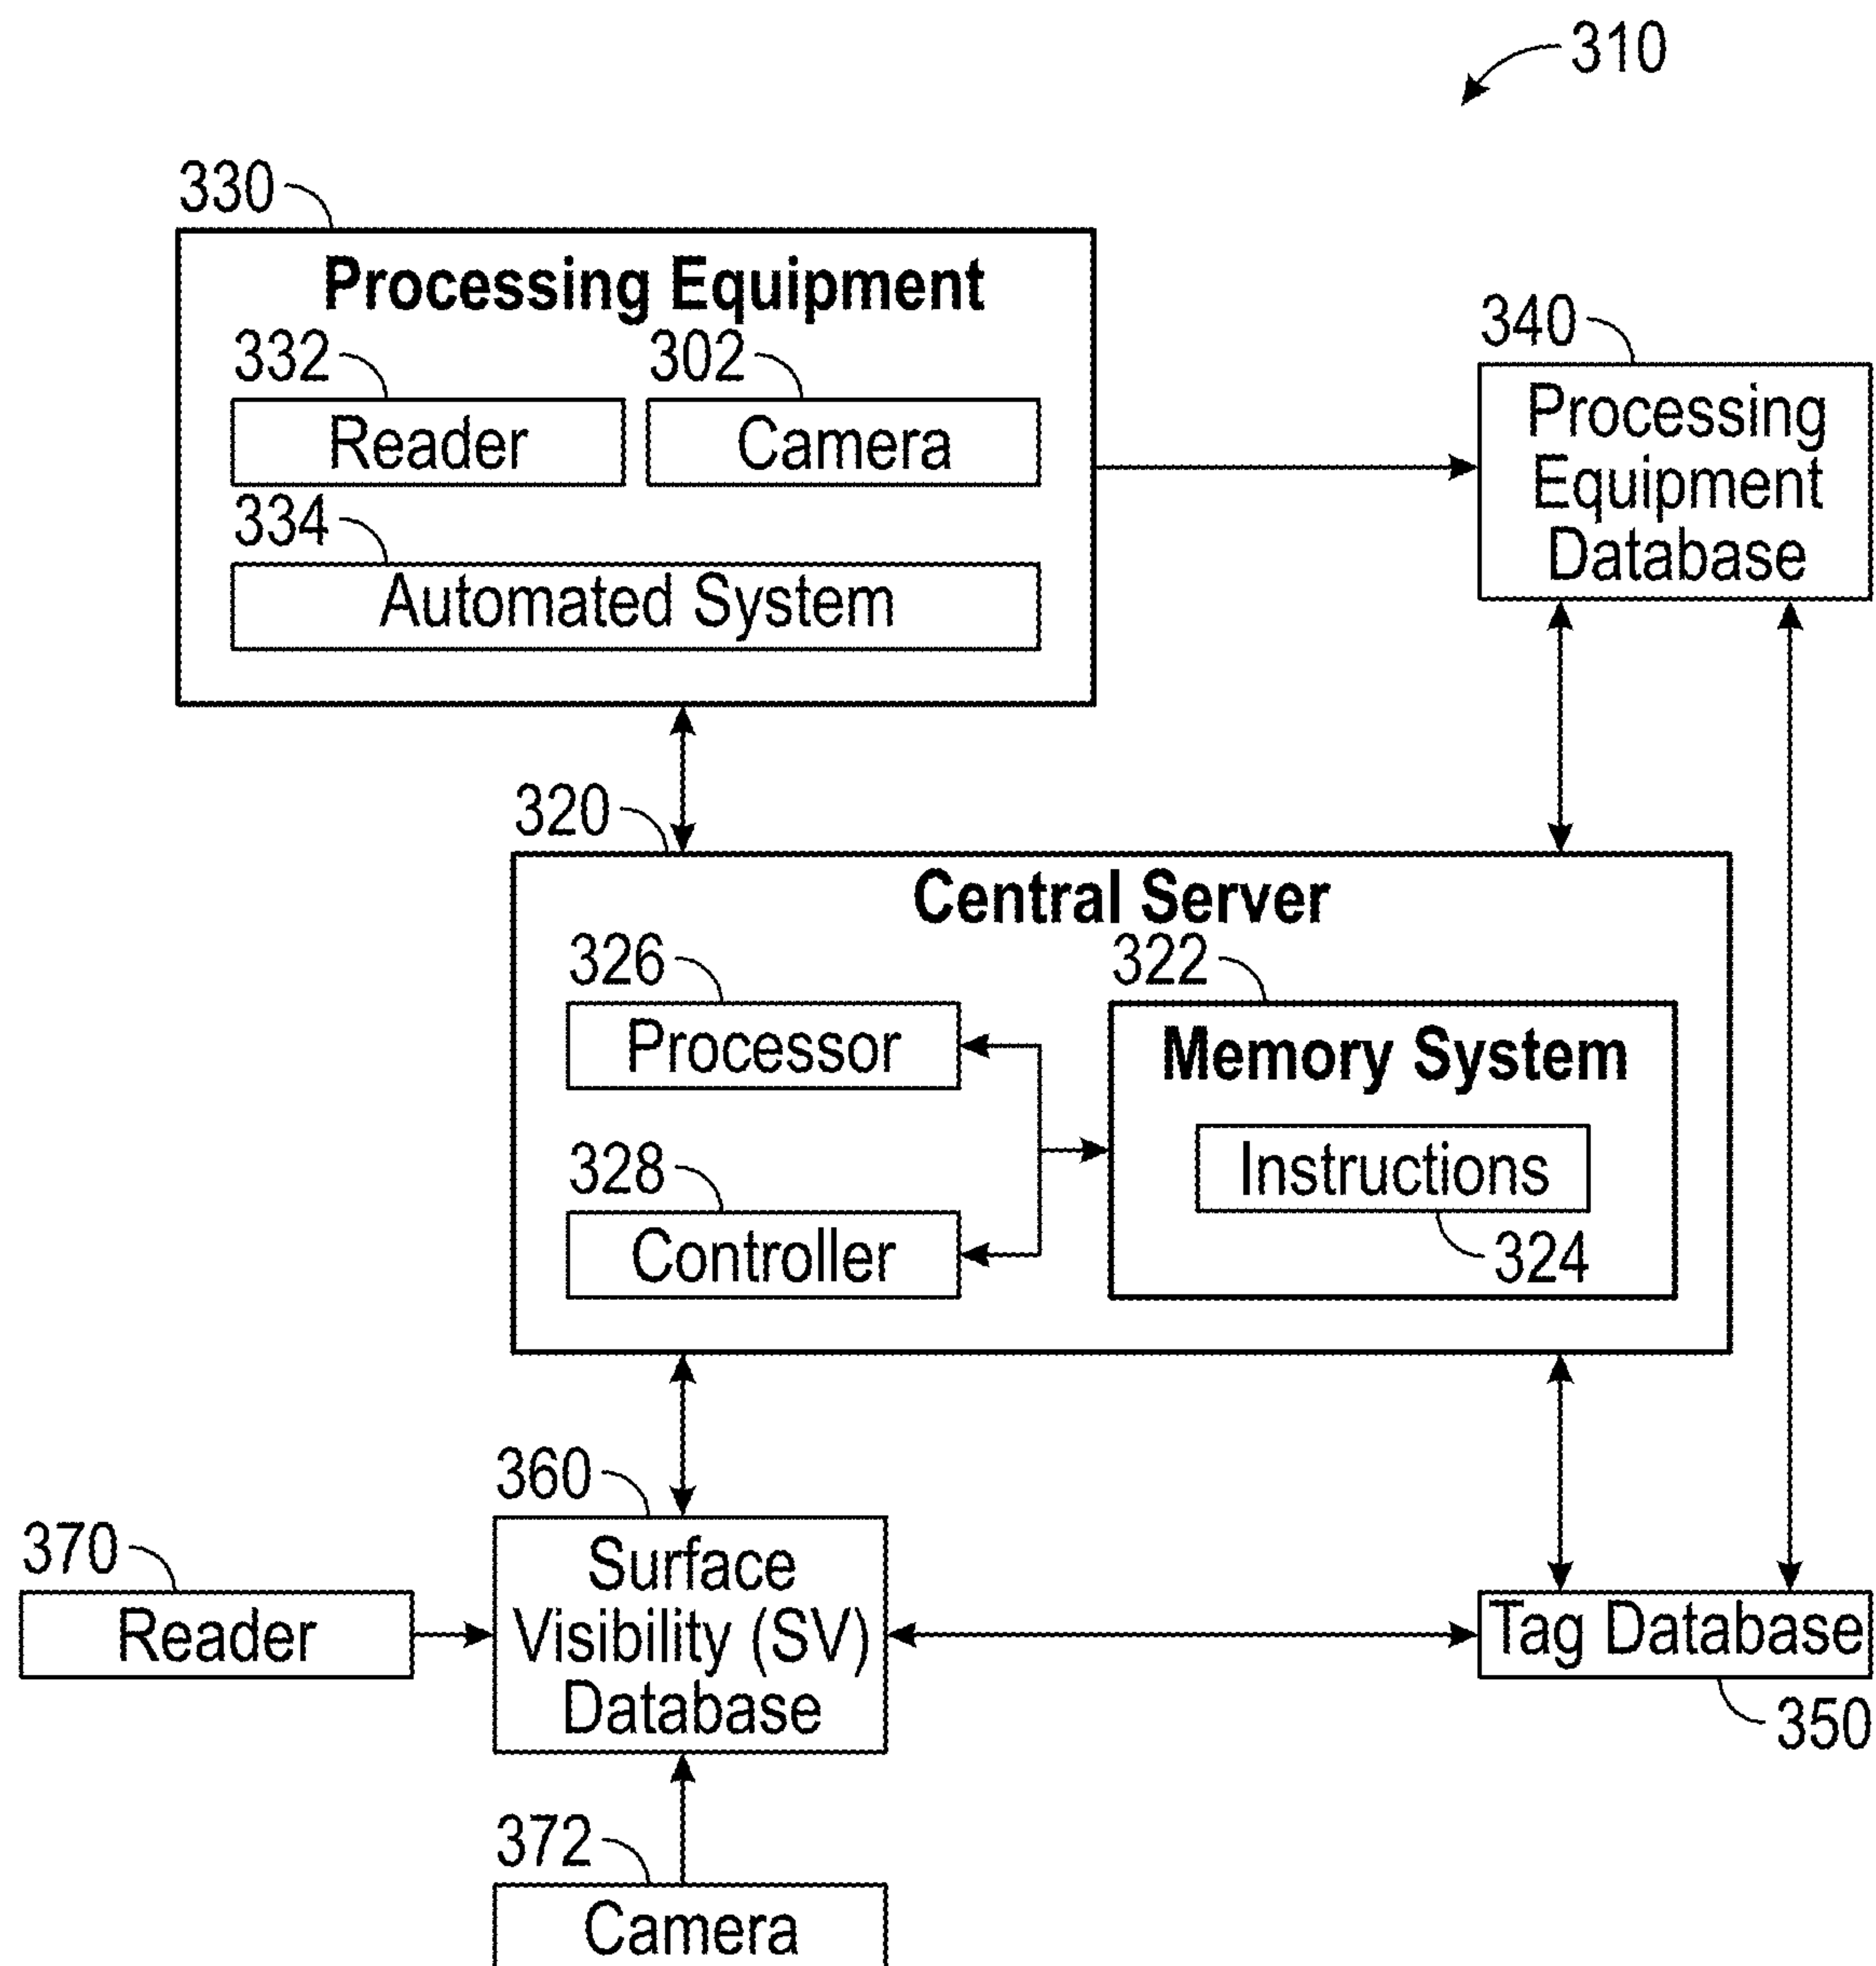 310
330
Processing Equipment
332
302
Reader
Camera
334
Automated System
340
Processing
Equipment
Database
320
Central Server
326
322
Processor
Memory System
Instructions
328
324
Controller
360
370
Surface
Visibility (SV)
Database
Reader
Tag Database
350
372
Camera